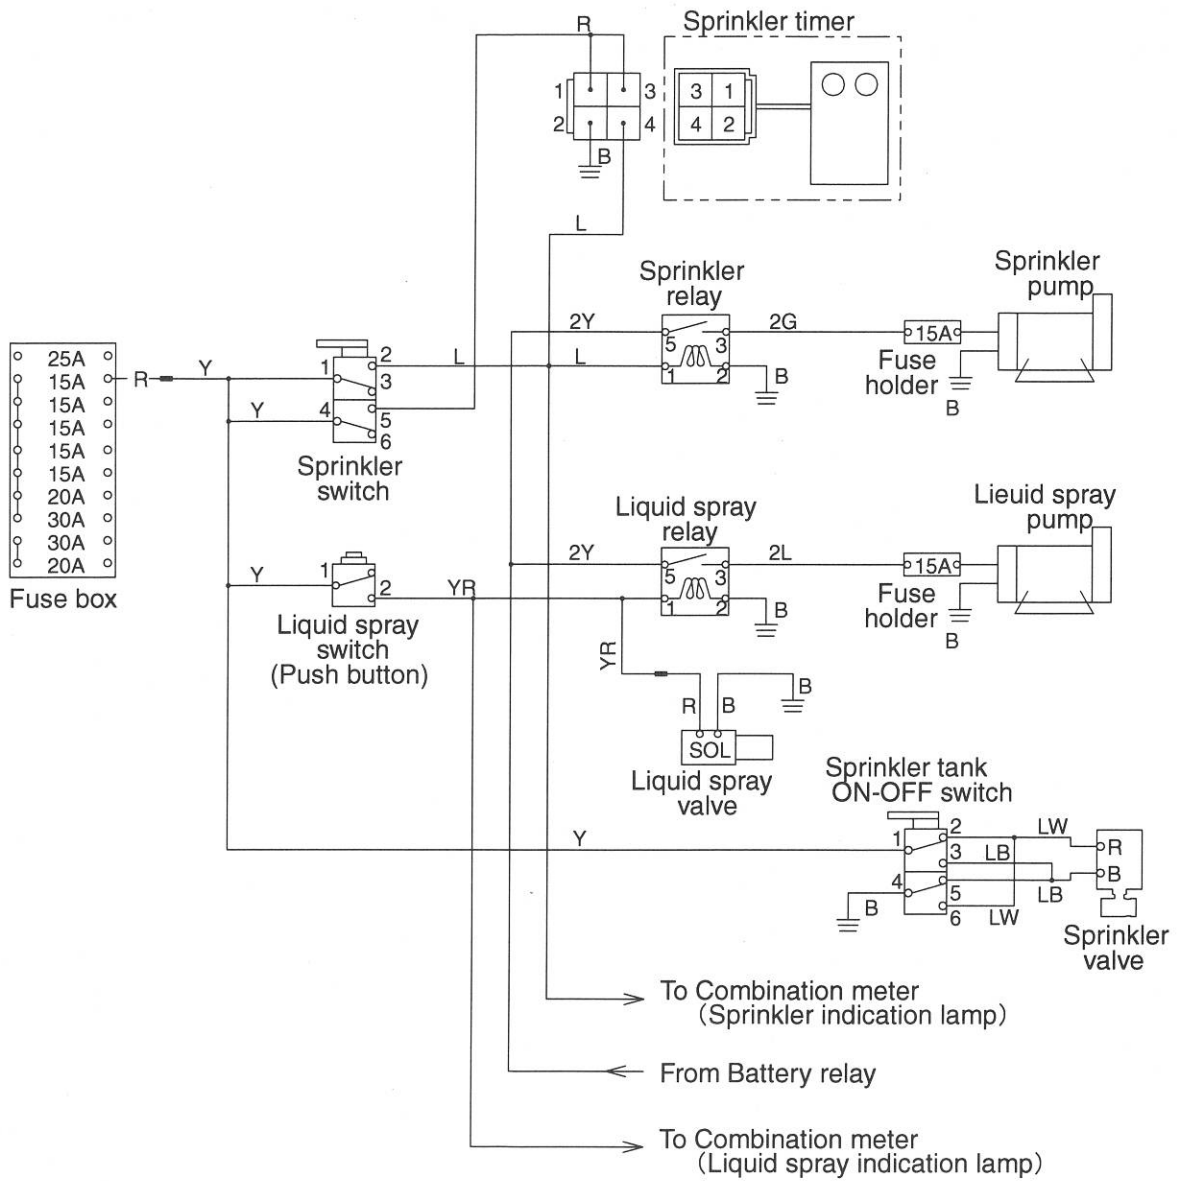 Sprinkler timer
R
1
3
2
4
B
3 1
4 2
L
Sprinkler
relay
2Y
5
3
2G
15A
Sprinkler
pump
Fuse
holder
B
L
L
1
2
B
25A
15A
15A
15A
15A
15A
20A
30A
30A
20A
Fuse box
R
Y
1
2
3
Y
4
5
6
Sprinkler
switch
Liquid spray
relay
2Y
5
3
2L
15A
Lieuid spray
pump
Fuse
holder
B
1
2
B
Y
1
2
YR
Liquid spray
switch
(Push button)
YR
R
B
B
SOL
Liquid spray
valve
Sprinkler tank
ON-OFF switch
Y
1
2
3
LW
LB
R
B
4
5
6
LB
LW
B
Sprinkler
valve
To Combination meter
(Sprinkler indication lamp)
From Battery relay
To Combination meter
(Liquid spray indication lamp)